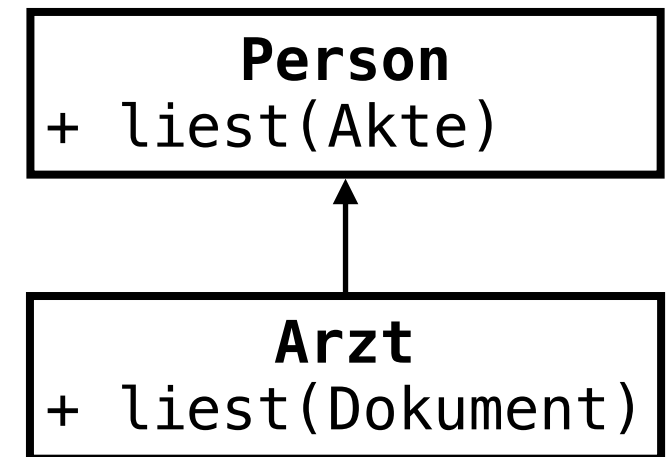 Person
+ liest(Akte)
Arzt
+ liest(Dokument)